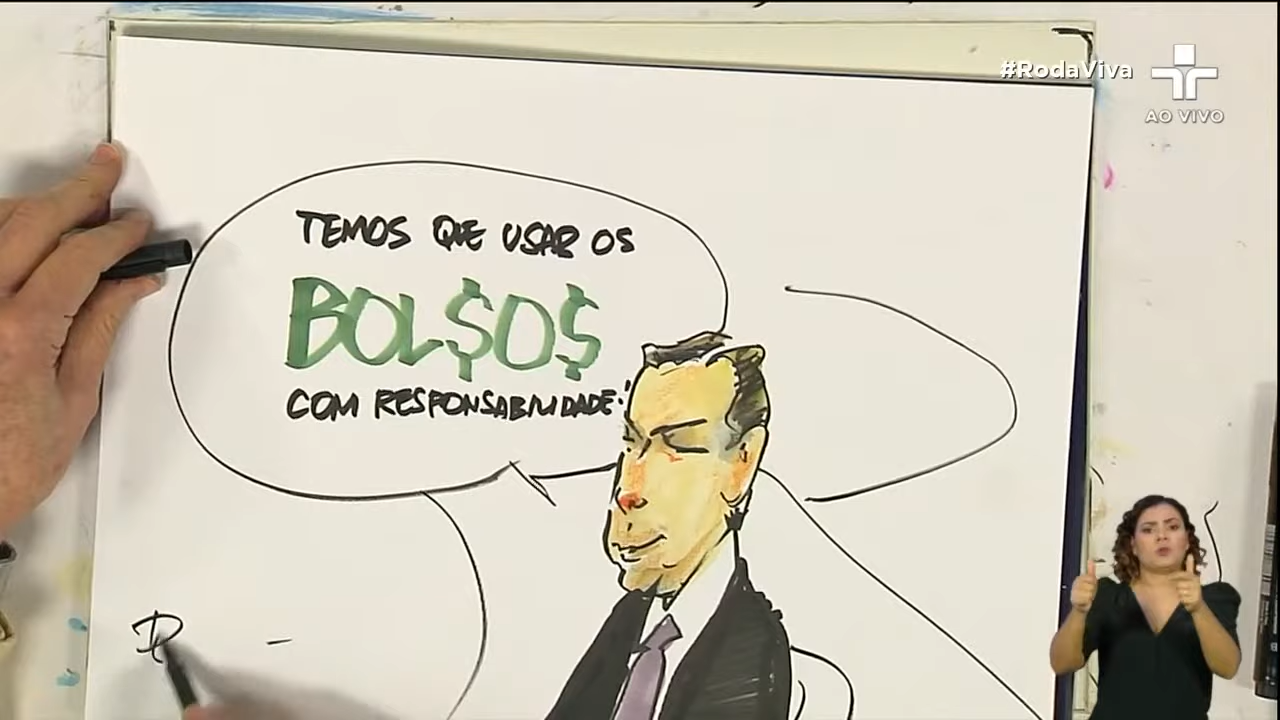 #RodaViva
AO VIVO
TEMOS QUE USAR OS
BOL$O$
COM RESPONSABILIDADE!